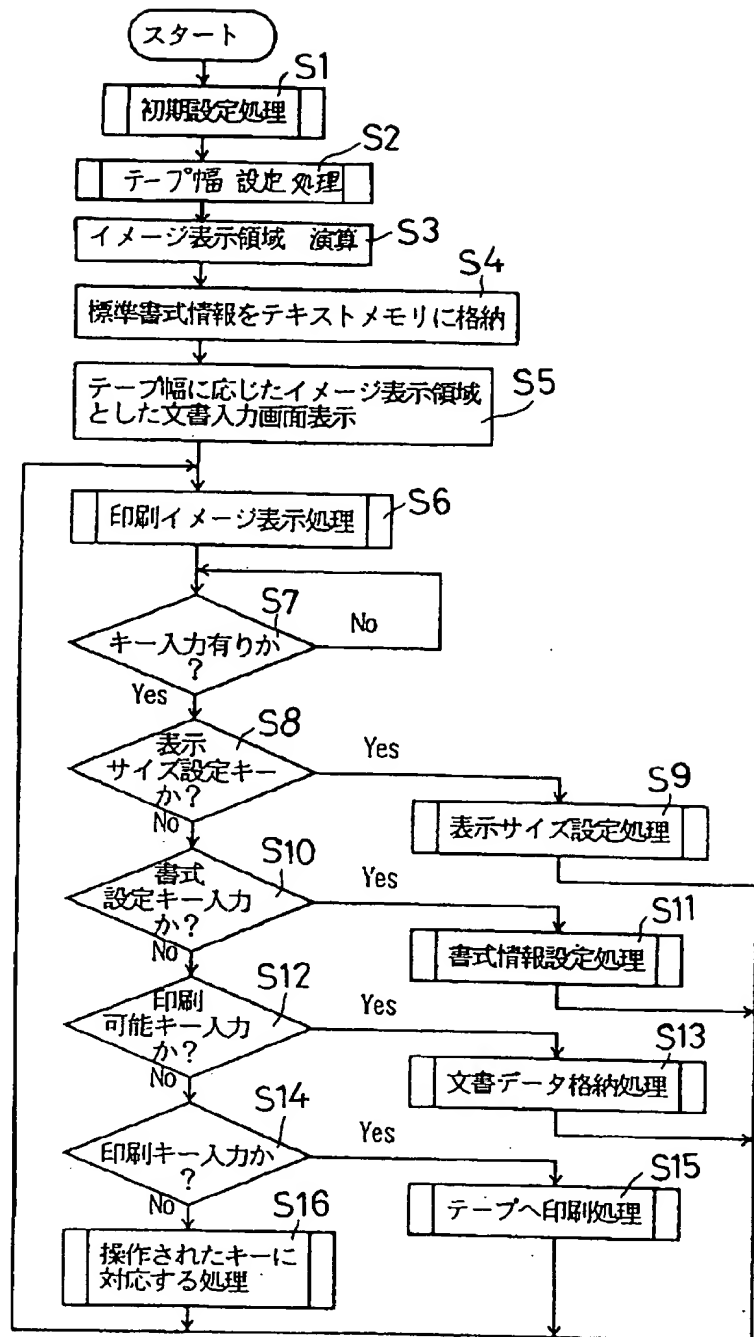 スタート
S1
初期設定処理
S2
テープ幅 設定 処理
イメージ表示領域 演算
S3
S4
標準書式情報をテキストメモリに格納
テープ幅に応じたイメージ表示領域
とした文書入力画面表示
S5
印刷イメージ表示処理
S6
S7
キー入力有りか
?
No
Yes
S8
表示
サイズ設定キー
か?
Yes
No
S9
表示サイズ設定処理
S10
書式
設定キー入力
か?
Yes
No
S11
書式情報設定処理
S12
印刷
可能キー入力
か?
Yes
No
S13
文書データ格納処理
S14
印刷キー入力か
?
Yes
No
S15
テープへ印刷処理
S16
操作されたキーに
対応する処理